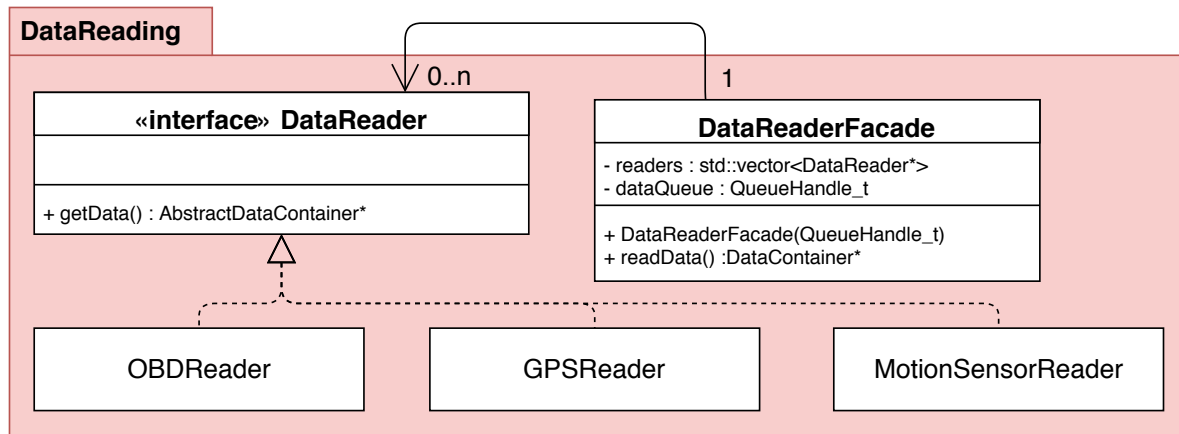 DataReading
0..n
1
«interface» DataReader
+ getData() : AbstractDataContainer*
DataReaderFacade
- readers : std::vector<DataReader*>
- dataQueue : QueueHandle_t
+ DataReaderFacade(QueueHandle_t)
+ readData() :DataContainer*
OBDReader
GPSReader
MotionSensorReader